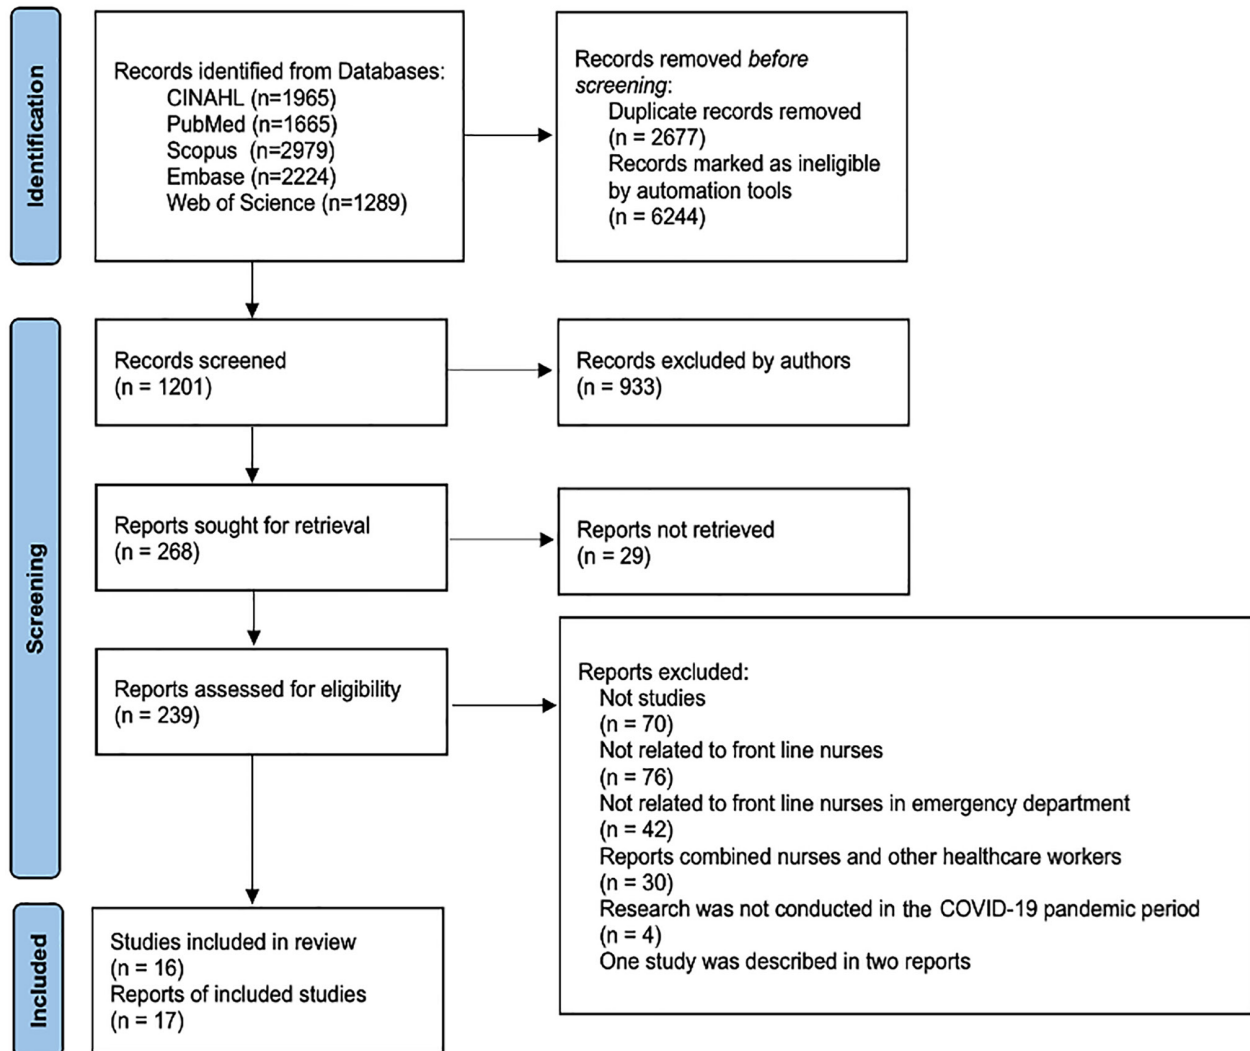 Identification
Records identified from Databases:
CINAHL (n=1965)
PubMed (n=1665)
Scopus (n=2979)
Embase (n=2224)
Web of Science (n=1289)
Records removed before
screening:
Duplicate records removed
(n = 2677)
Records marked as ineligible
by automation tools
(n = 6244)
Screening
Records screened
(n = 1201)
Records excluded by authors
(n = 933)
Reports sought for retrieval
(n = 268)
Reports not retrieved
(n = 29)
Reports assessed for eligibility
(n = 239)
Reports excluded:
Not studies
(n = 70)
Not related to front line nurses
(n = 76)
Not related to front line nurses in emergency department
(n = 42)
Reports combined nurses and other healthcare workers
(n = 30)
Research was not conducted in the COVID-19 pandemic period
(n = 4)
One study was described in two reports
Included
Studies included in review
(n = 16)
Reports of included studies
(n = 17)